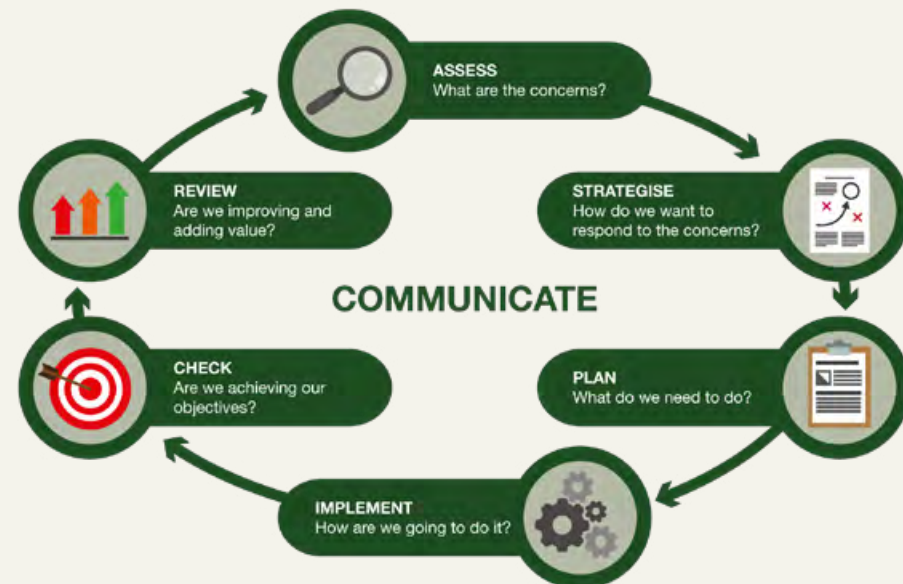 ASSESS
What are the concerns?
STRATEGISE
How do we want to
respond to the concerns?
PLAN
What do we need to do?
IMPLEMENT
How are we going to do it?
CHECK
Are we achieving our
objectives?
REVIEW
Are we improving and
adding value?
COMMUNICATE